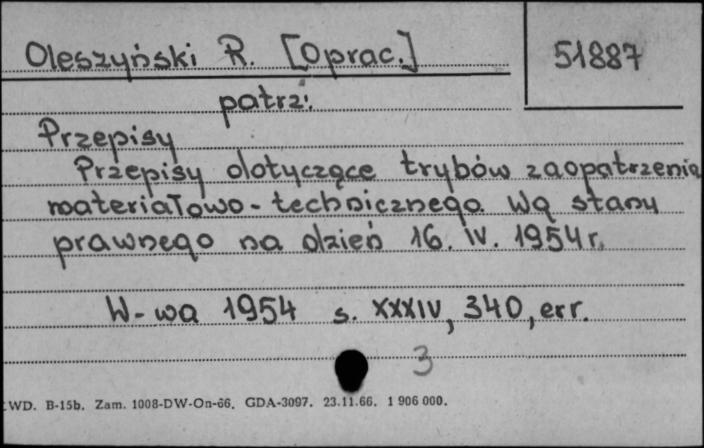 Oleszyński R. [Oprac.] 51887
patrz:
Przepisy
Przepisy dotyczące trybów zaopatrzenia
materiałowo-technicznego wg stanu
prawnego na dzień 16. IV. 1954 r.
W-wa 1954 s. XXXIV, 340, err.
3
LWD. B-15b. Zam. 1008-DW-On-66. GDA-3097. 23.11.66. 1 906 000.